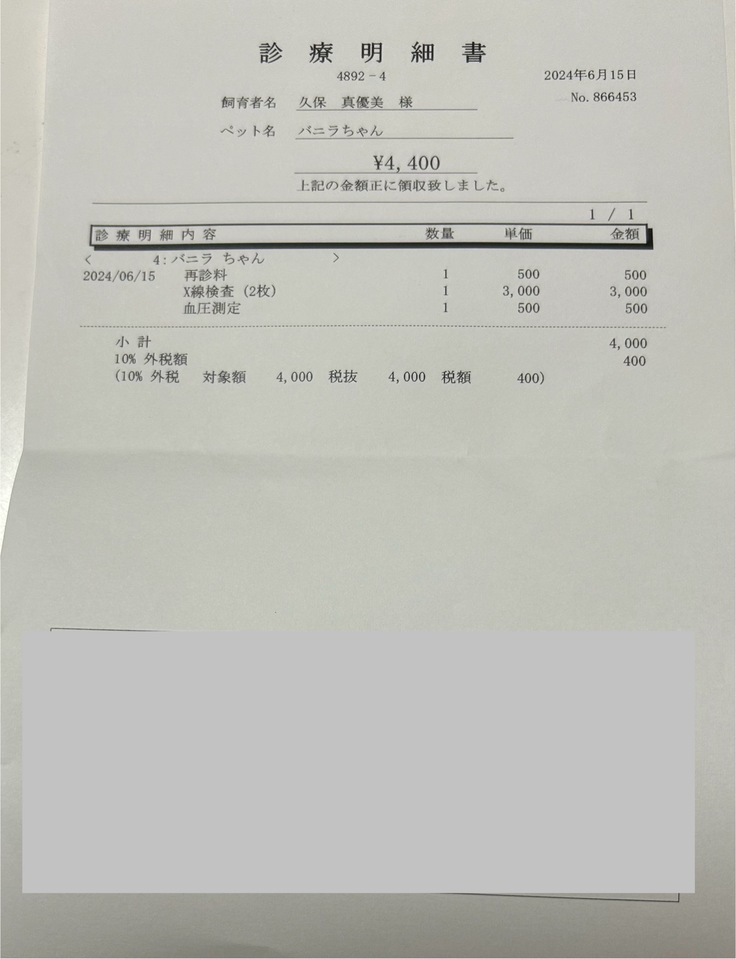 診療明細書
4892-4
2024年6月15日
No. 866453
飼育者名 久保 真優美 様
ペット名 バニラちゃん
¥4,400
上記の金額正に領収致しました。
1 / 1
診療明細内容 数量 単価 金額
< 4:バニラ ちゃん >
2024/06/15 再診料 1 500 500
X線検査 (2枚) 1 3,000 3,000
血圧測定 1 500 500
小 計 4,000
10% 外税額 400
(10% 外税 対象額 4,000 税抜 4,000 税額 400)